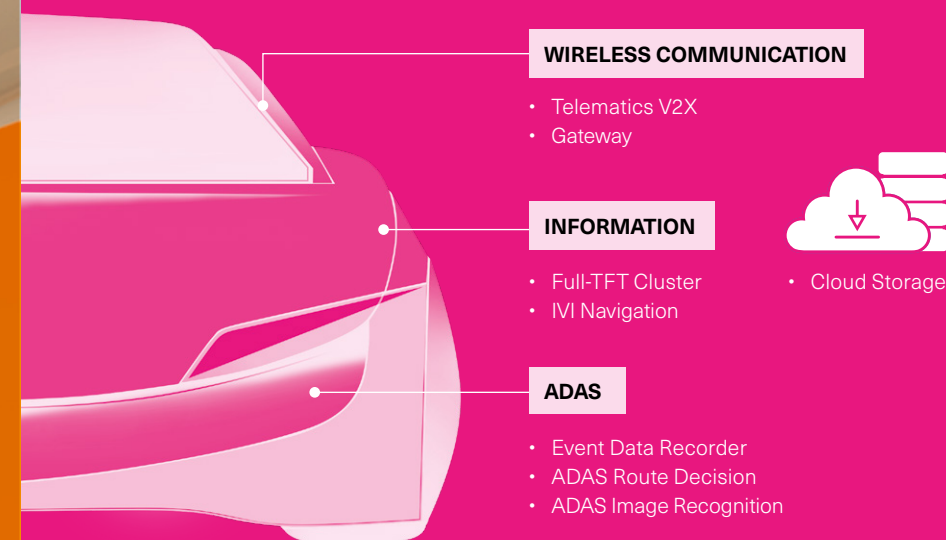 WIRELESS COMMUNICATION
• Telematics V2X
• Gateway
INFORMATION
• Full-TFT Cluster
• IVI Navigation
• Cloud Storage
ADAS
• Event Data Recorder
• ADAS Route Decision
• ADAS Image Recognition